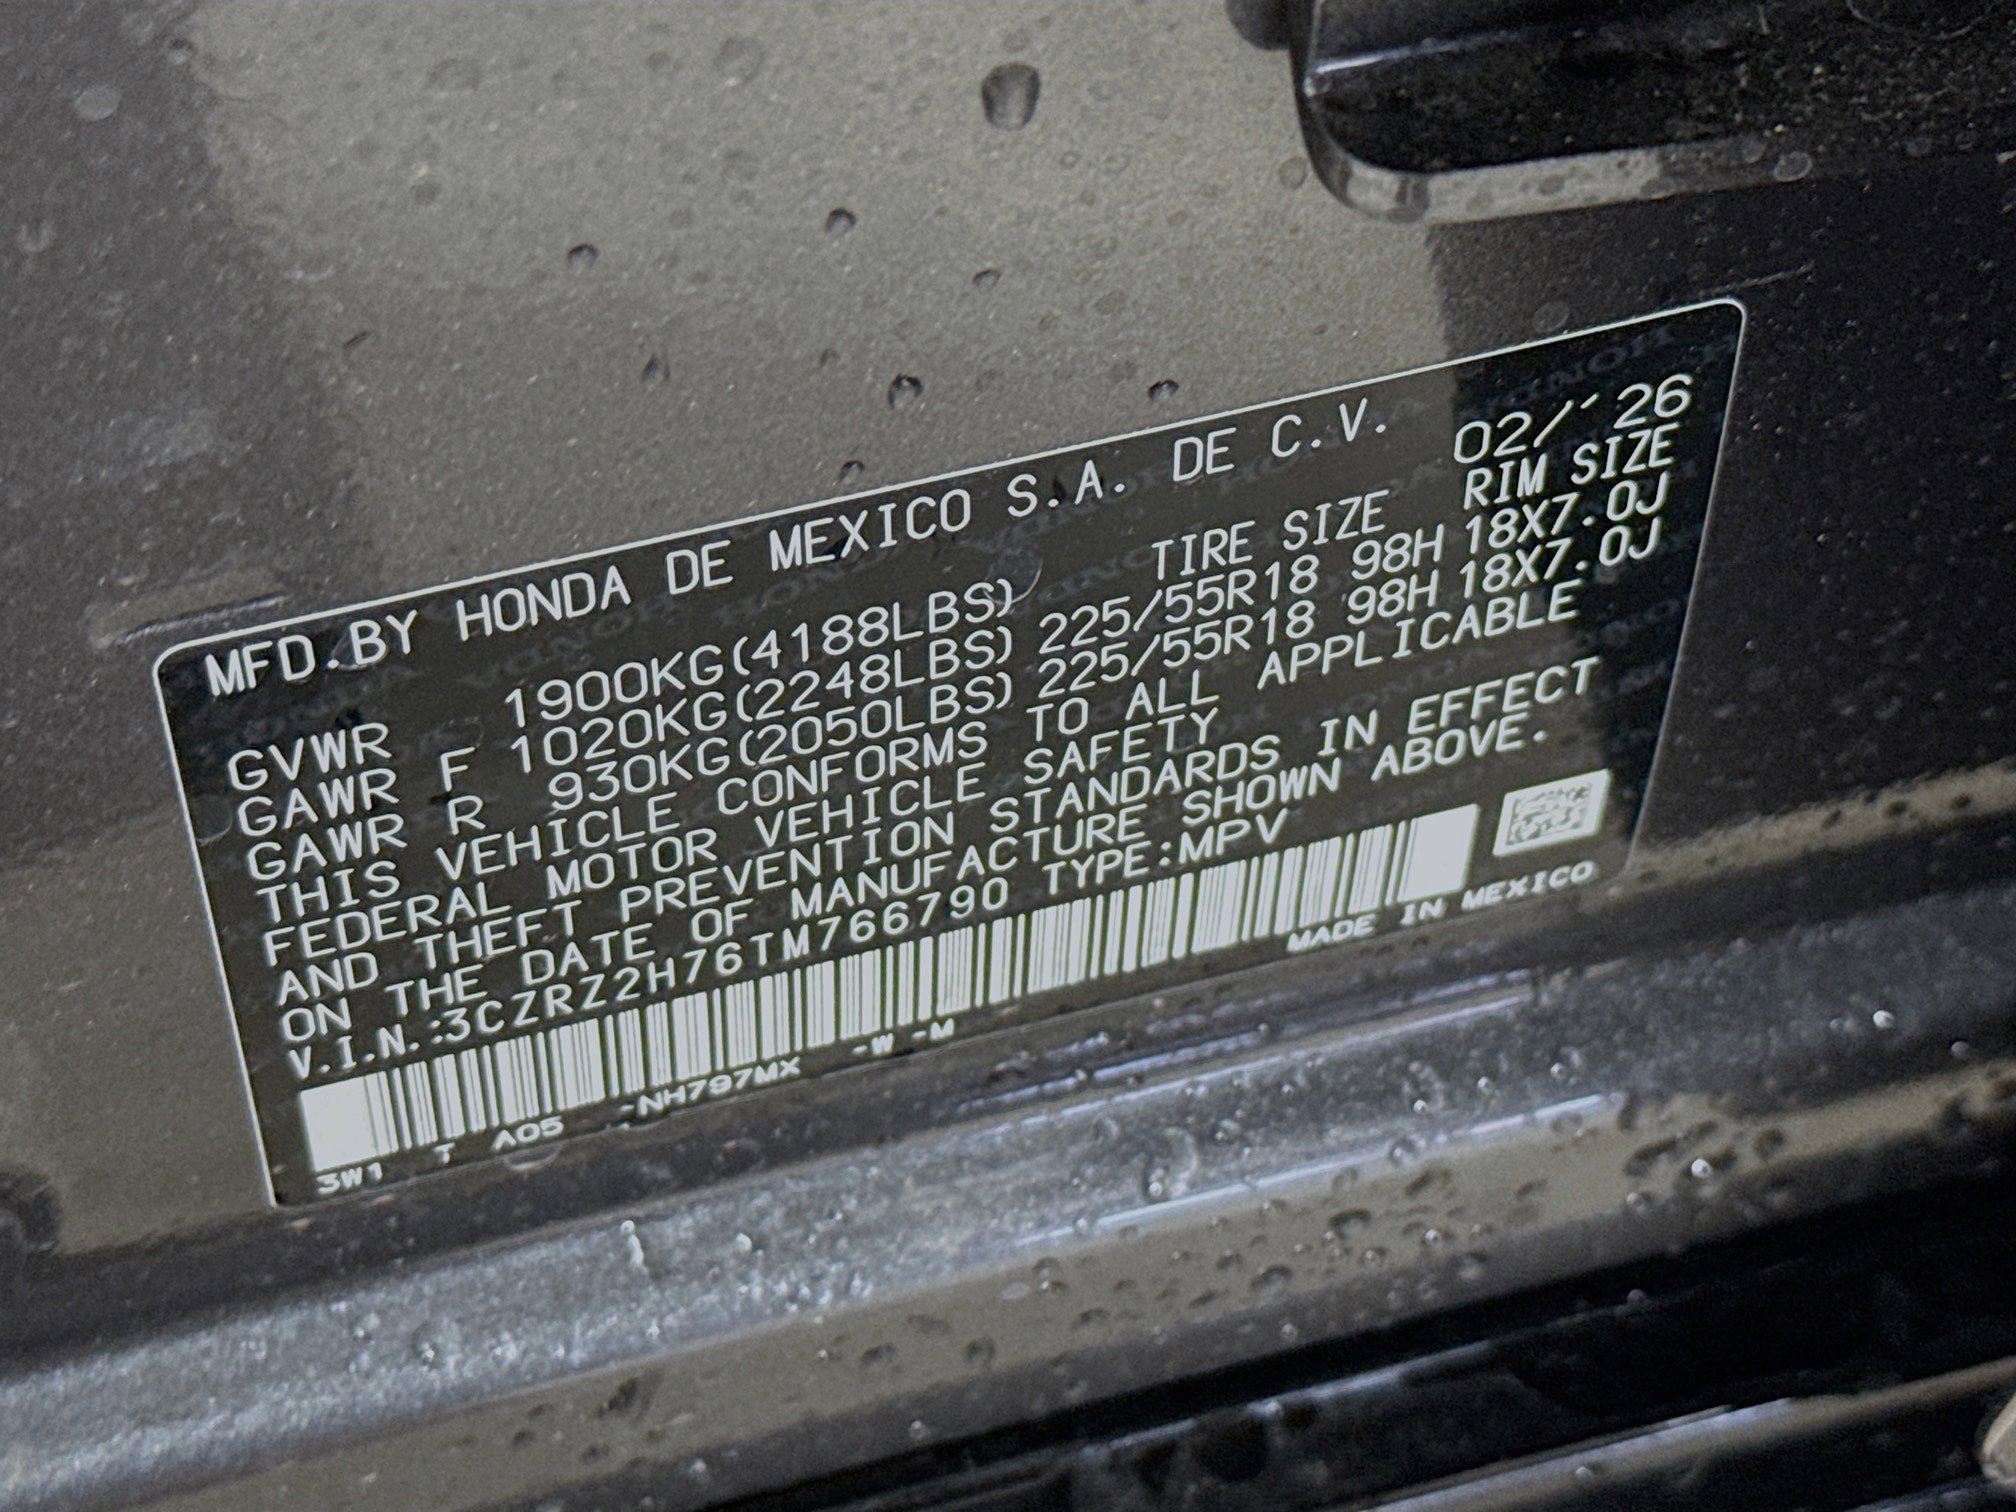 MFD.BY HONDA DE MEXICO S.A. DE C.V. 02/'26
TIRE SIZE RIM SIZE
GVWR 1900KG(4188LBS)
GAWR F 1020KG(2248LBS) 225/55R18 98H 18X7.0J
GAWR R 930KG(2050LBS) 225/55R18 98H 18X7.0J
THIS VEHICLE CONFORMS TO ALL APPLICABLE
FEDERAL MOTOR VEHICLE SAFETY
AND THEFT PREVENTION STANDARDS IN EFFECT
ON THE DATE OF MANUFACTURE SHOWN ABOVE.
V.I.N.:3CZRZ2H76TM766790 TYPE:MPV
MADE IN MEXICO
3W1 T A05 -NH797MX -W -M